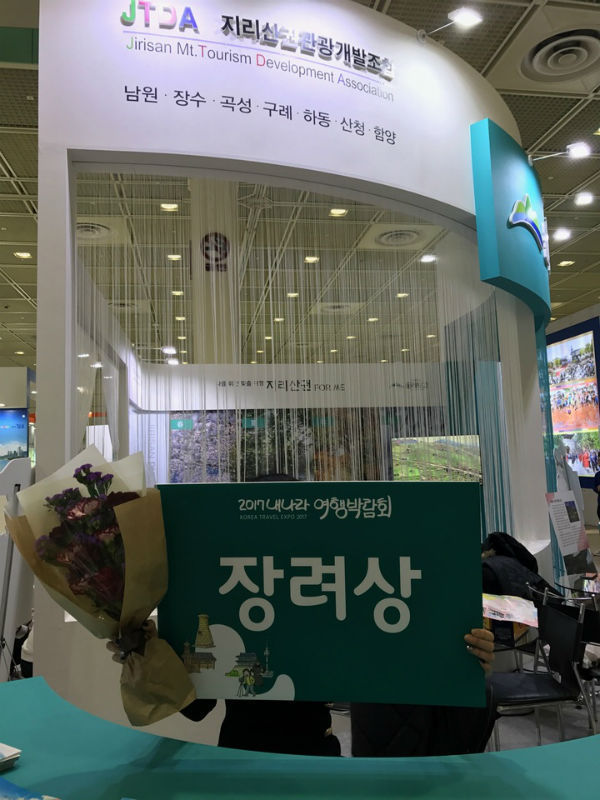 JTDA 지리산권관광개발조합
Jirisan Mt.Tourism Development Association
남원 · 장수 · 곡성 · 구례 · 하동 · 산청 · 함양
지리산권 FOR ME
2017 내나라 여행박람회
KOREA TRAVEL EXPO 2017
장려상